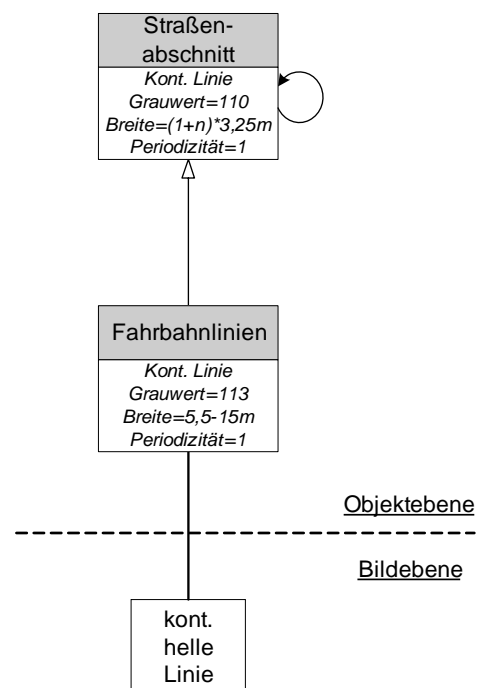 Straßen-
abschnitt
Kont. Linie
Grauwert=110
Breite=(1+n)*3,25m
Periodizität=1
Fahrbahnlinien
Kont. Linie
Grauwert=113
Breite=5,5-15m
Periodizität=1
Objektebene
Bildebene
kont.
helle
Linie